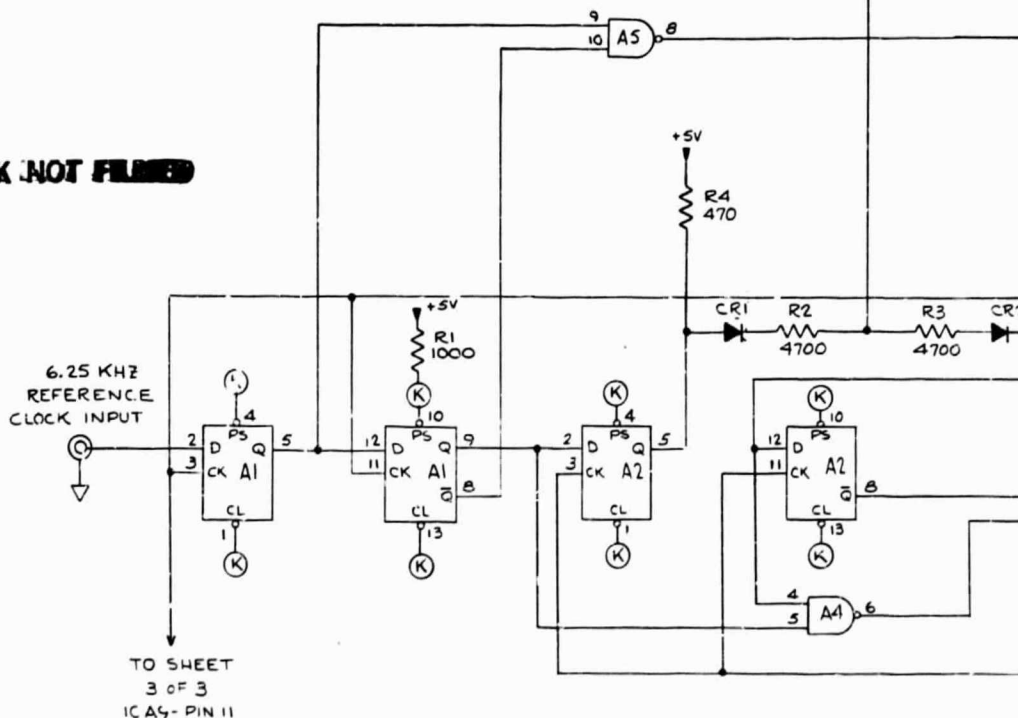 9
10
A5
8
K NOT FILMED
+5V
R4
470
+5V
R1
1000
CR1
R2
4700
R3
4700
6.25 KHZ
REFERENCE
CLOCK INPUT
K
4
PS
2
D
Q
5
3
CK
A1
CL
1
K
K
10
PS
12
D
Q
9
11
CK
A1
Q̅
8
CL
13
K
K
4
PS
2
D
Q
5
3
CK
A2
CL
1
K
K
10
PS
12
D
11
CK
A2
Q̅
8
CL
13
K
4
5
A4
6
TO SHEET
3 OF 3
PIN 11